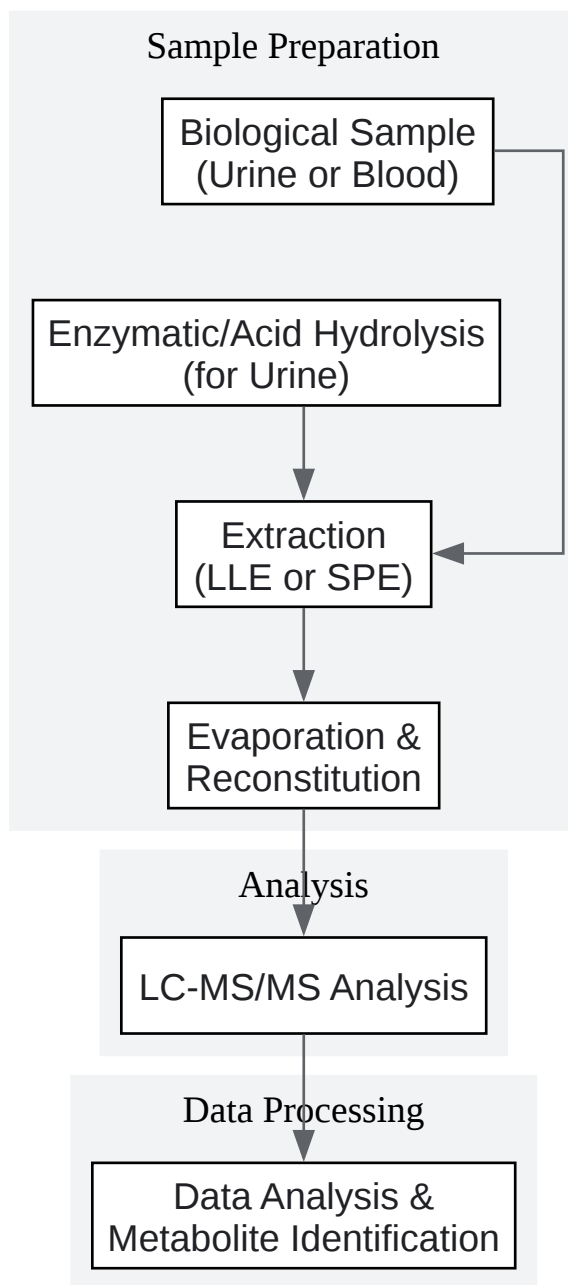 Sample Preparation
Biological Sample
(Urine or Blood)
Enzymatic/Acid Hydrolysis
(for Urine)
Extraction
(LLE or SPE)
Evaporation &
Reconstitution
Analysis
LC-MS/MS Analysis
Data Processing
Data Analysis &
Metabolite Identification